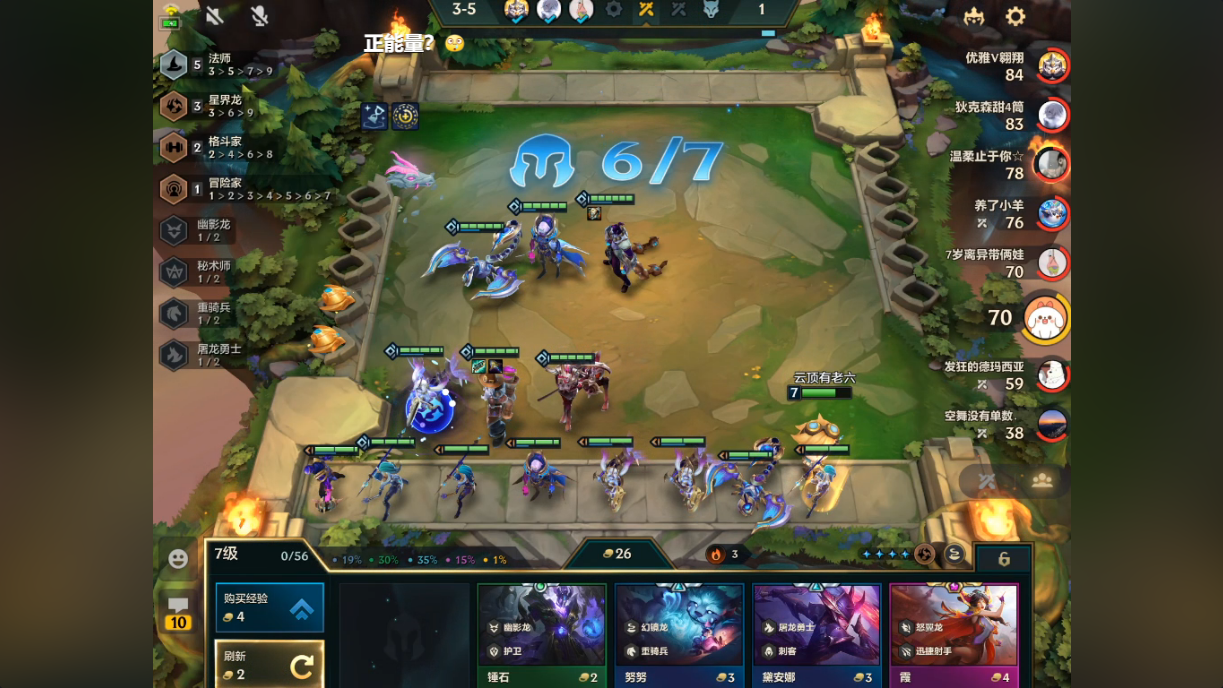 3-5
1
正能量?
5 法师
3 > 5 > 7 > 9
3 星界龙
3 > 6 > 9
2 格斗家
2 > 4 > 6 > 8
1 冒险家
1 > 2 > 3 > 4 > 5 > 6 > 7
幽影龙
1 / 2
秘术师
1 / 2
重骑兵
1 / 2
屠龙勇士
1 / 2
6/7
优雅V翱翔
84
狄克森甜4筒
83
温柔止于你☆
78
养了小羊
76
7岁离异带俩娃
70
70
发狂的德玛西亚
59
空舞没有单数.
38
云顶有老六
7
7级
0/56
19% 30% 35% 15% 1%
26
3
6
购买经验
4
10
刷新
2
幽影龙
护卫
锤石 2
幻镜龙
重骑兵
努努 3
屠龙勇士
刺客
黛安娜 3
怒翼龙
迅捷射手
霞 4